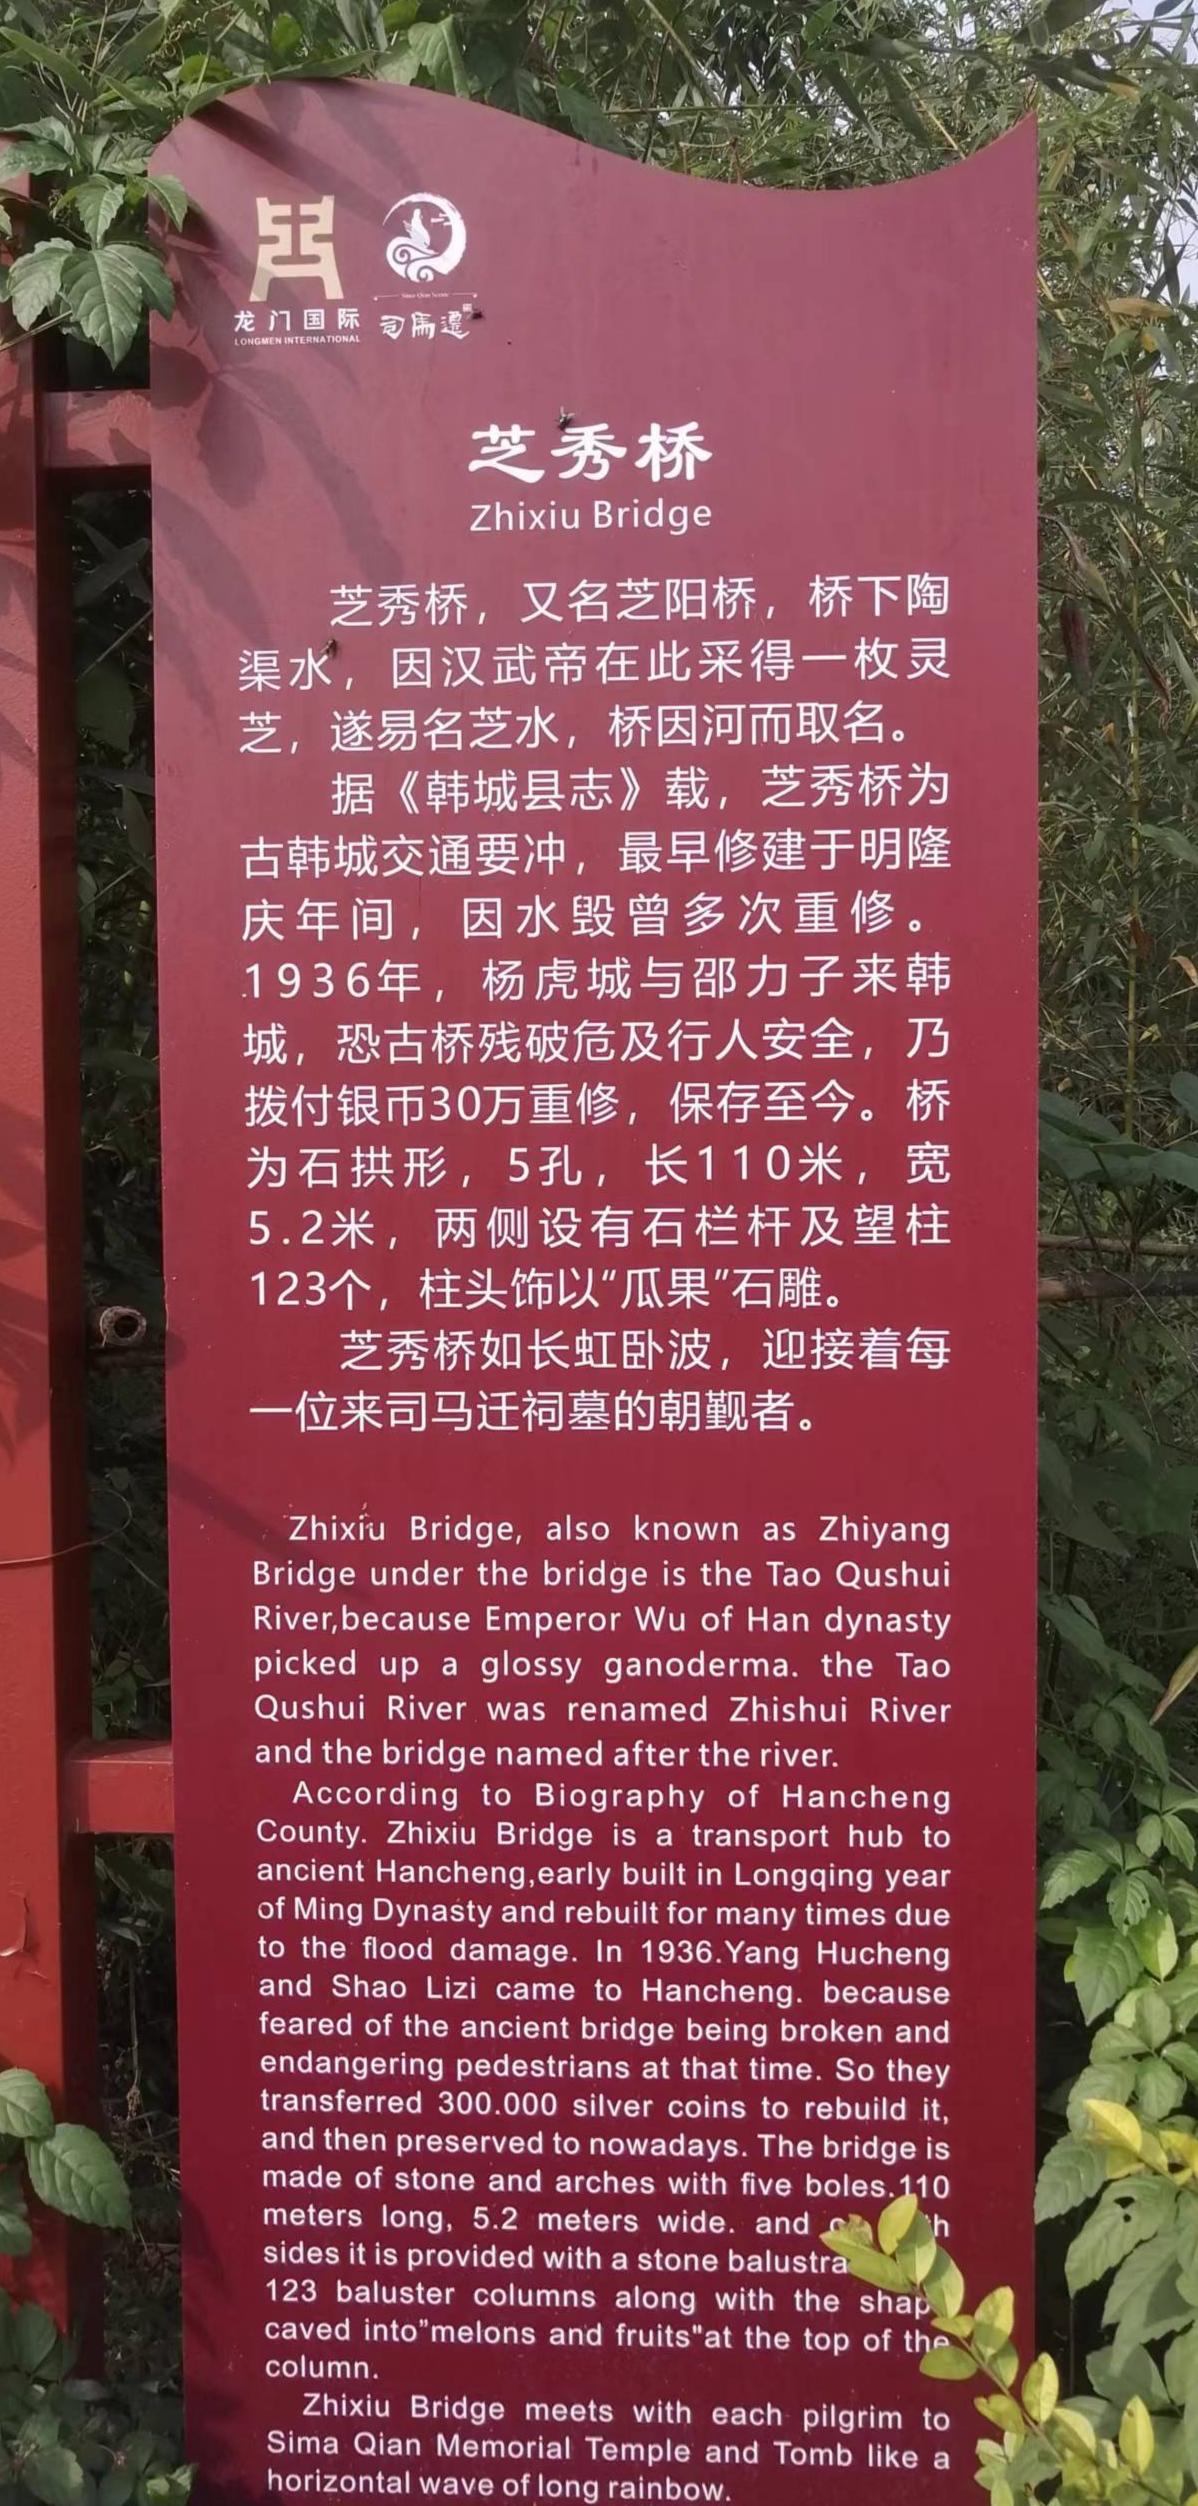 龙门国际
LONGMEN INTERNATIONAL
司馬遷
芝秀桥
Zhixiu Bridge
芝秀桥，又名芝阳桥，桥下陶
渠水，因汉武帝在此采得一枚灵
芝，遂易名芝水，桥因河而取名。
据《韩城县志》载，芝秀桥为
古韩城交通要冲，最早修建于明隆
庆年间，因水毁曾多次重修。
1936年，杨虎城与邵力子来韩
城，恐古桥残破危及行人安全，乃
拨付银币30万重修，保存至今。桥
为石拱形，5孔，长110米，宽
5.2米，两侧设有石栏杆及望柱
123个，柱头饰以“瓜果”石雕。
芝秀桥如长虹卧波，迎接着每
一位来司马迁祠墓的朝觐者。
Zhixiu Bridge, also known as Zhiyang
Bridge under the bridge is the Tao Qushui
River,because Emperor Wu of Han dynasty
picked up a glossy ganoderma. the Tao
Qushui River was renamed Zhishui River
and the bridge named after the river.
According to Biography of Hancheng
County. Zhixiu Bridge is a transport hub to
ancient Hancheng,early built in Longqing year
of Ming Dynasty and rebuilt for many times due
to the flood damage. In 1936.Yang Hucheng
and Shao Lizi came to Hancheng. because
feared of the ancient bridge being broken and
endangering pedestrians at that time. So they
transferred 300.000 silver coins to rebuild it,
and then preserved to nowadays. The bridge is
made of stone and arches with five boles.110
meters long, 5.2 meters wide. and
sides it is provided with a stone
123 baluster columns along with the
caved into”melons and fruits"at the top of the
column.
Zhixiu Bridge meets with each pilgrim to
Sima Qian Memorial Temple and Tomb like a
horizontal wave of long rainbow.